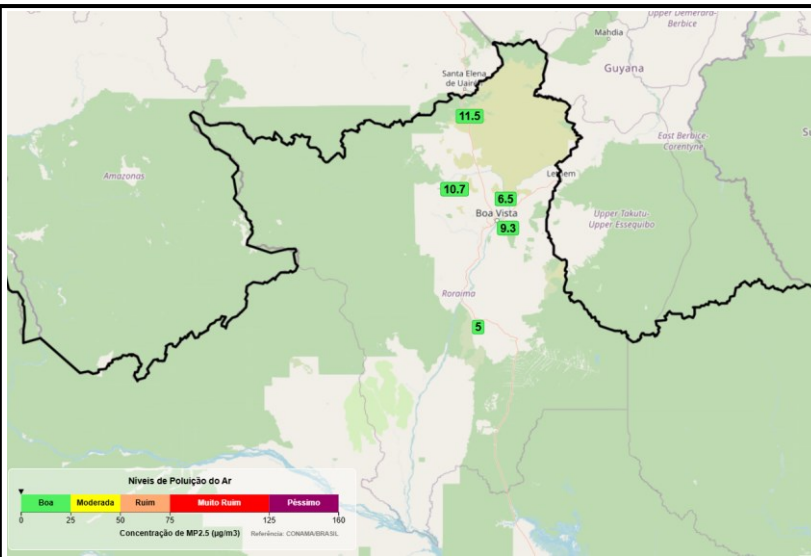 Upper Demerara-
Berbice
Mahdia
Guyana
Santa Elena
de Uairé
11.5
East Berbice-
Corentyne
Amazonas
Lethem
10.7
6.5
Boa Vista
Upper Takutu-
Upper Essequibo
9.3
Roraima
5
Níveis de Poluição do Ar
Boa
Moderada
Ruim
Muito Ruim
Péssimo
0
25
50
75
125
160
Concentração de MP2.5 (µg/m3)
Referência: CONAMA/BRASIL